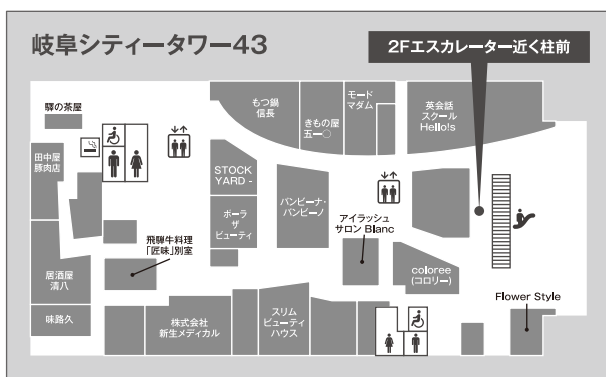 岐阜シティータワー43
2Fエスカレーター近く柱前
驛の茶屋
もつ鍋
信長
きもの屋
五一〇
モード
マダム
英会話
スクール
Hello!s
田中屋
豚肉店
STOCK
YARD -
ポーラ
ザ
ビューティ
バンビーナ・
バンビーノ
アイラッシュ
サロン Blanc
飛騨牛料理
「匠味」別室
居酒屋
清八
coloree
(コロリー)
味路久
株式会社
新生メディカル
スリム
ビューティ
ハウス
Flower Style